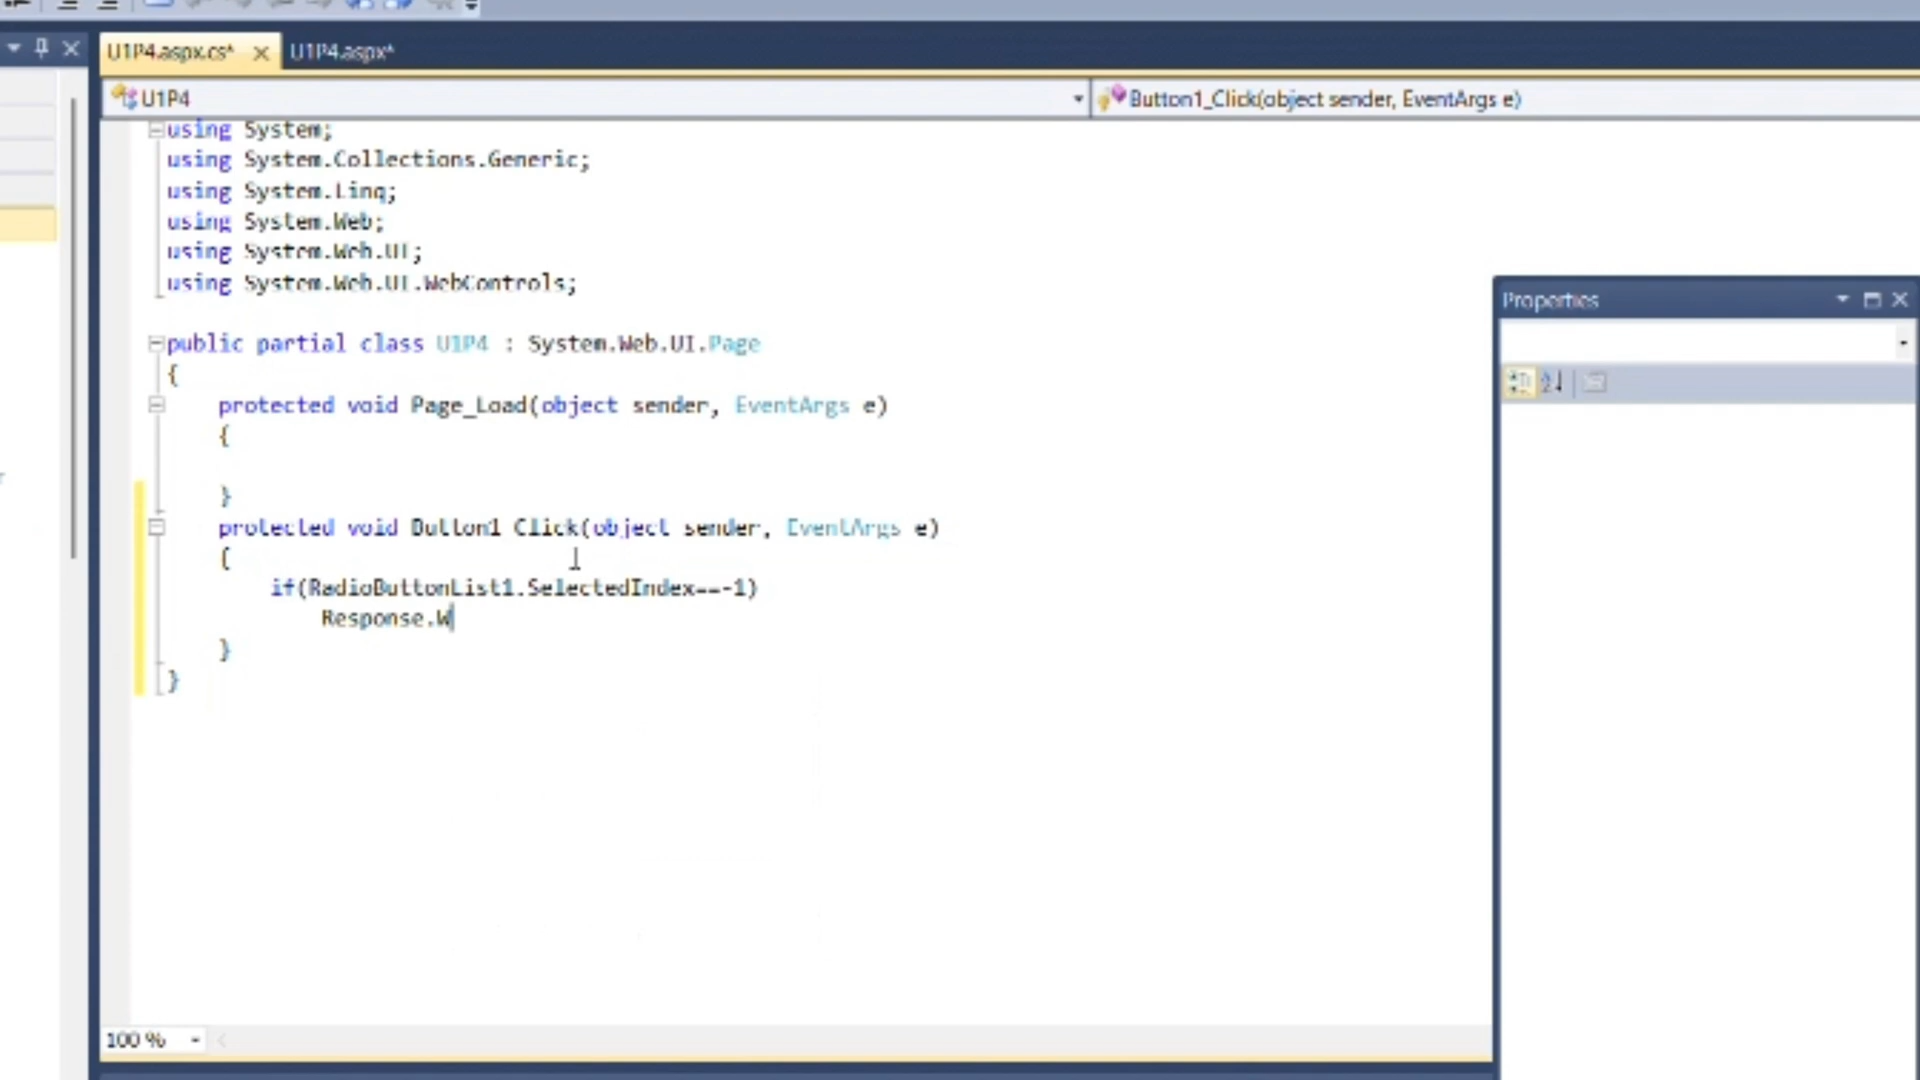 U1P4.aspx.cs* U1P4.aspx*
U1P4 Button1_Click(object sender, EventArgs e)
using System;
using System.Collections.Generic;
using System.Linq;
using System.Web;
using System.Web.UI;
using System.Web.UI.WebControls;
public partial class U1P4 : System.Web.UI.Page
{
protected void Page_Load(object sender, EventArgs e)
{
}
protected void Button1_Click(object sender, EventArgs e)
{
if(RadioButtonList1.SelectedIndex==-1)
Response.W
}
}
Properties
100 %